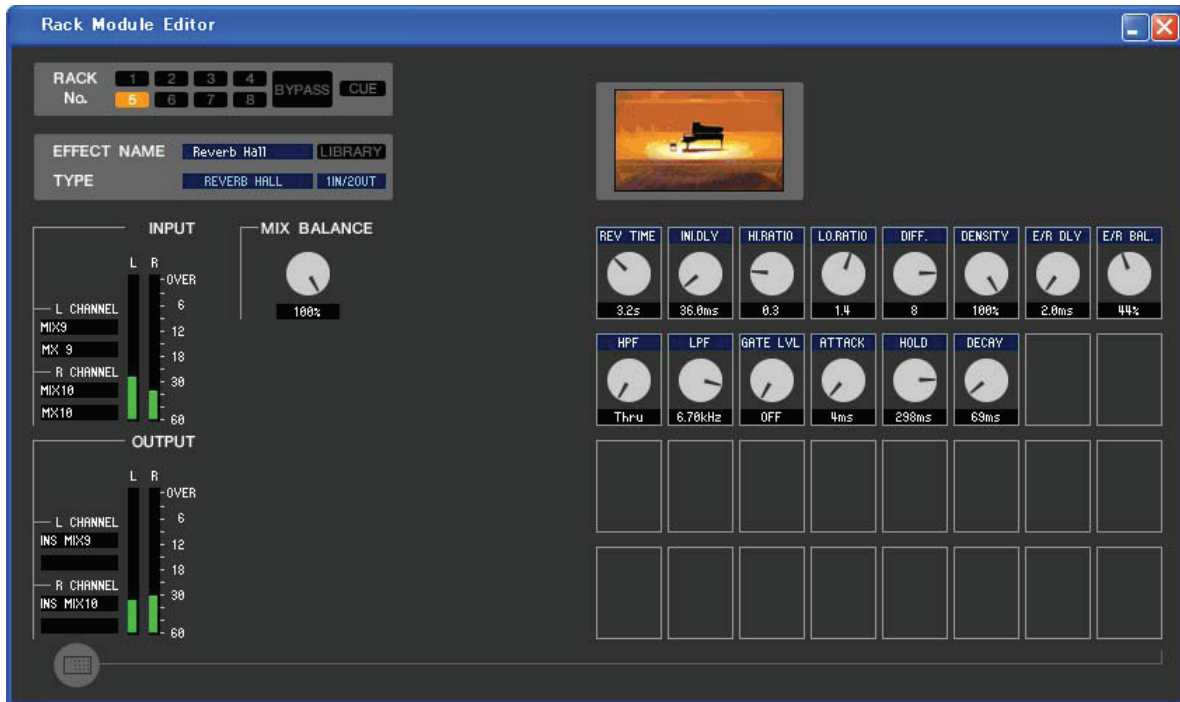 Rack Module Editor
RACK No. 1 2 3 4 5 6 7 8 BYPASS CUE
EFFECT NAME Reverb Hall LIBRARY
TYPE REVERB HALL 1IN/2OUT
INPUT
L R
OVER
6
12
18
30
60
L CHANNEL
MIX9
MX 9
R CHANNEL
MIX10
MX10
MIX BALANCE
100%
OUTPUT
L R
OVER
6
12
18
30
60
L CHANNEL
INS MIX9
R CHANNEL
INS MIX10
REV TIME INI.DLY HI.RATIO LO.RATIO DIFF. DENSITY E/R DLY E/R BAL.
3.2s 36.0ms 0.3 1.4 8 100% 2.0ms 44%
HPF LPF GATE LVL ATTACK HOLD DECAY
Thru 6.70kHz OFF 4ms 298ms 69ms